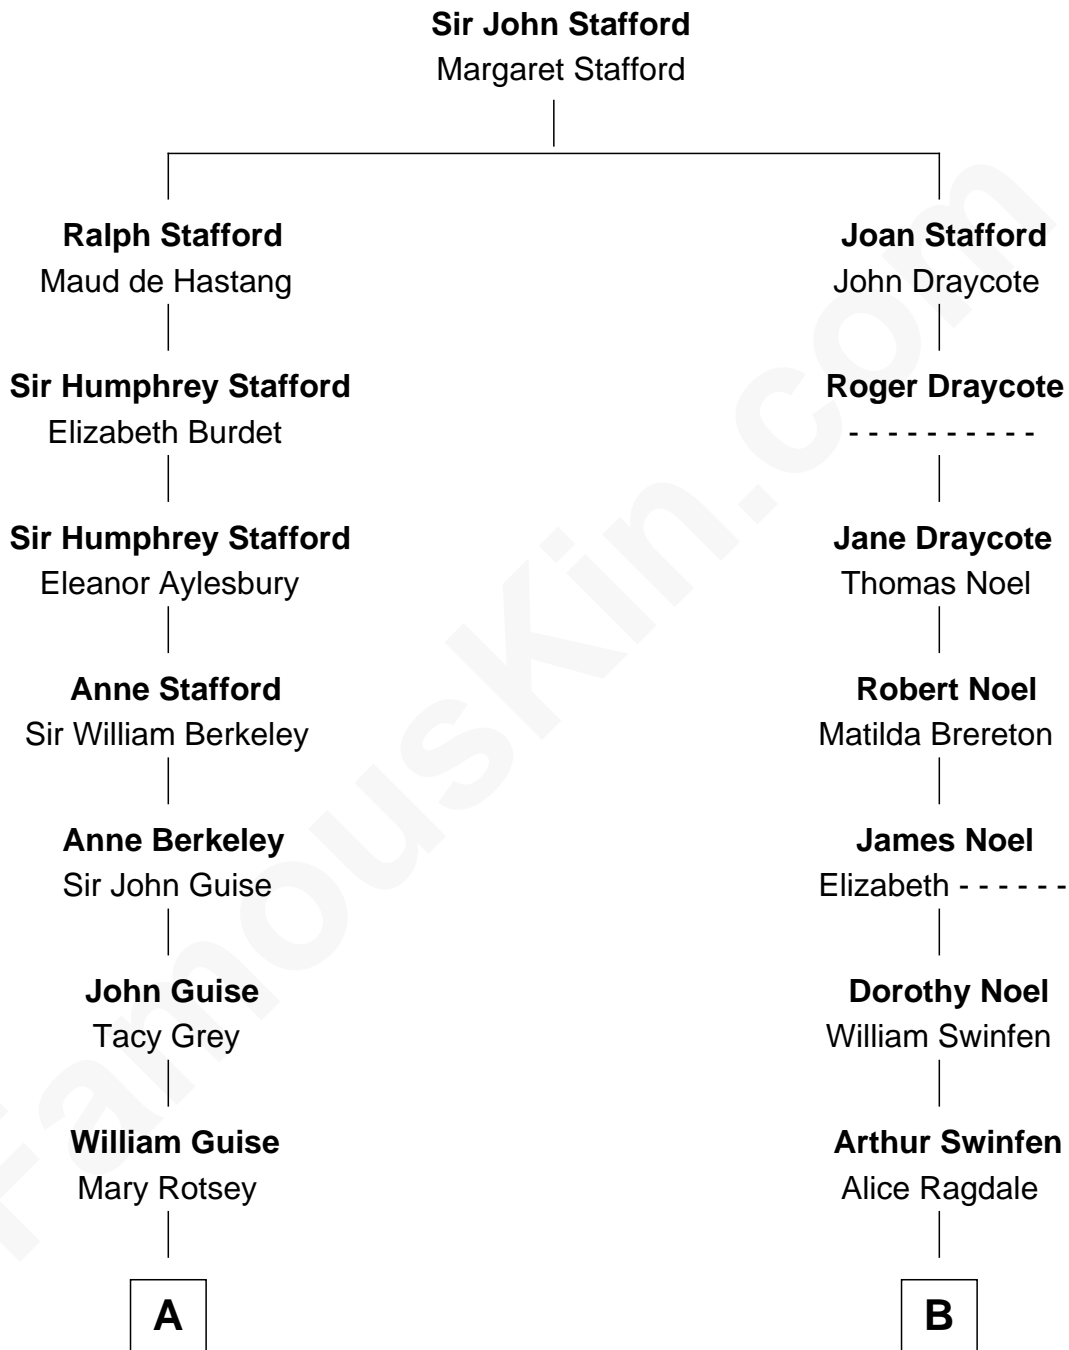 Sir John Stafford
Margaret Stafford
Ralph Stafford
Maud de Hastang
Joan Stafford
John Draycote
Sir Humphrey Stafford
Elizabeth Burdet
Roger Draycote
- - - - - - - - - -
Sir Humphrey Stafford
Eleanor Aylesbury
Jane Draycote
Thomas Noel
Anne Stafford
Sir William Berkeley
Robert Noel
Matilda Brereton
Anne Berkeley
Sir John Guise
James Noel
Elizabeth - - - - - -
John Guise
Tacy Grey
Dorothy Noel
William Swinfen
William Guise
Mary Rotsey
Arthur Swinfen
Alice Ragdale
A
B
FamousKin.com